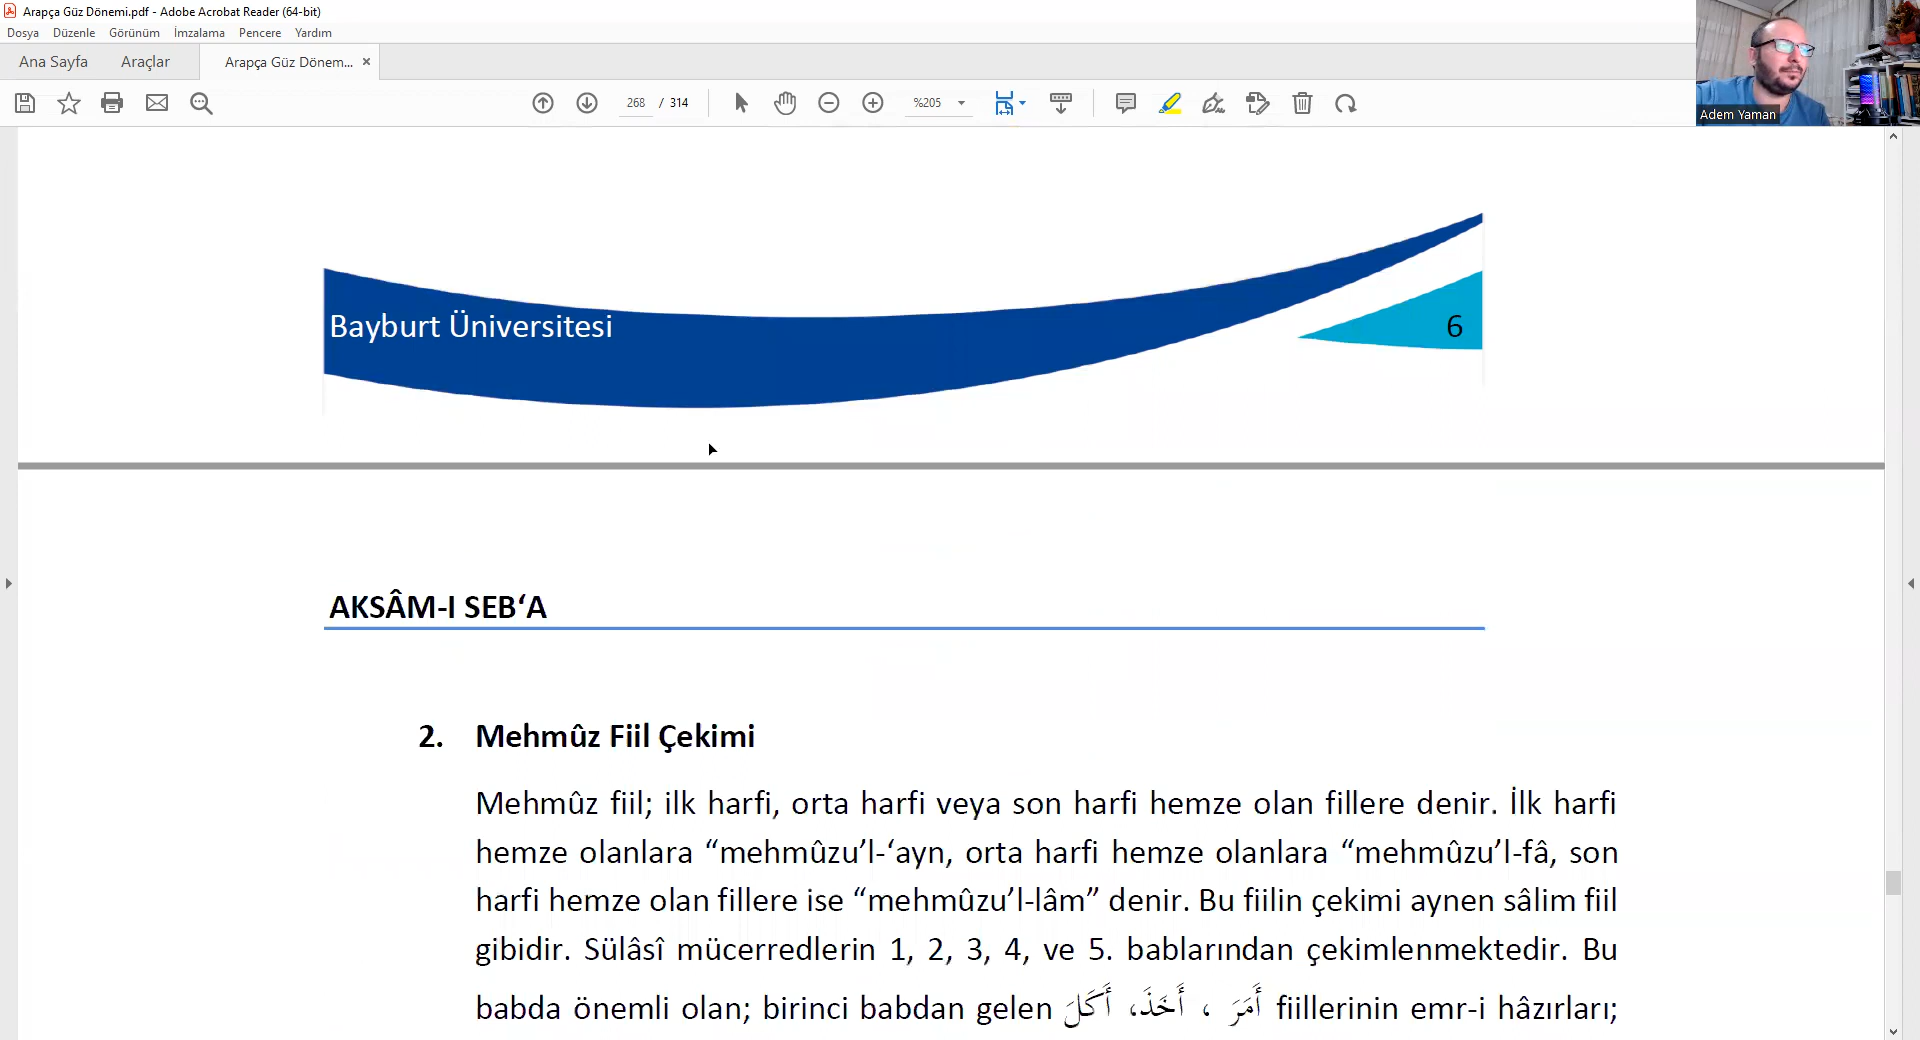 Arapça Güz Dönemi.pdf - Adobe Acrobat Reader (64-bit)
Dosya Düzenle Görünüm İmzalama Pencere Yardım
Ana Sayfa Araçlar Arapça Güz Dönem... ×
268 / 314 %205
Adem Yaman
Bayburt Üniversitesi 6
AKSÂM-I SEB‘A
2. Mehmûz Fiil Çekimi
Mehmûz fiil; ilk harfi, orta harfi veya son harfi hemze olan fillere denir. İlk harfi
hemze olanlara “mehmûzu’l-‘ayn, orta harfi hemze olanlara “mehmûzu’l-fâ, son
harfi hemze olan fillere ise “mehmûzu’l-lâm” denir. Bu fiilin çekimi aynen sâlim fiil
gibidir. Sülâsî mücerredlerin 1, 2, 3, 4, ve 5. bablarından çekimlenmektedir. Bu
babda önemli olan; birinci babdan gelen أَمَرَ ، أَخَذَ، أَكَلَ fiillerinin emr-i hâzırları;